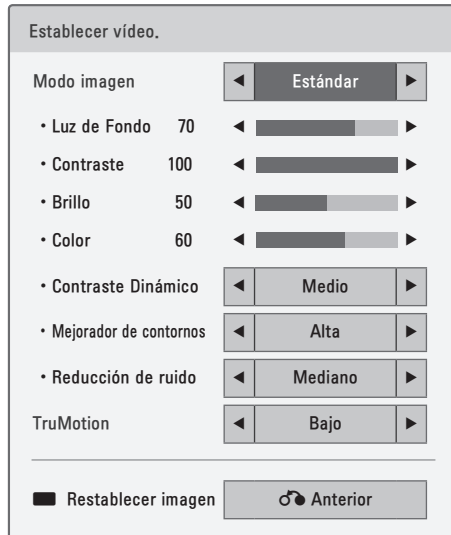 Establecer vídeo.
Modo imagen Estándar
• Luz de Fondo 70
• Contraste 100
• Brillo 50
• Color 60
• Contraste Dinámico Medio
• Mejorador de contornos Alta
• Reducción de ruido Mediano
TruMotion Bajo
Restablecer imagen Anterior